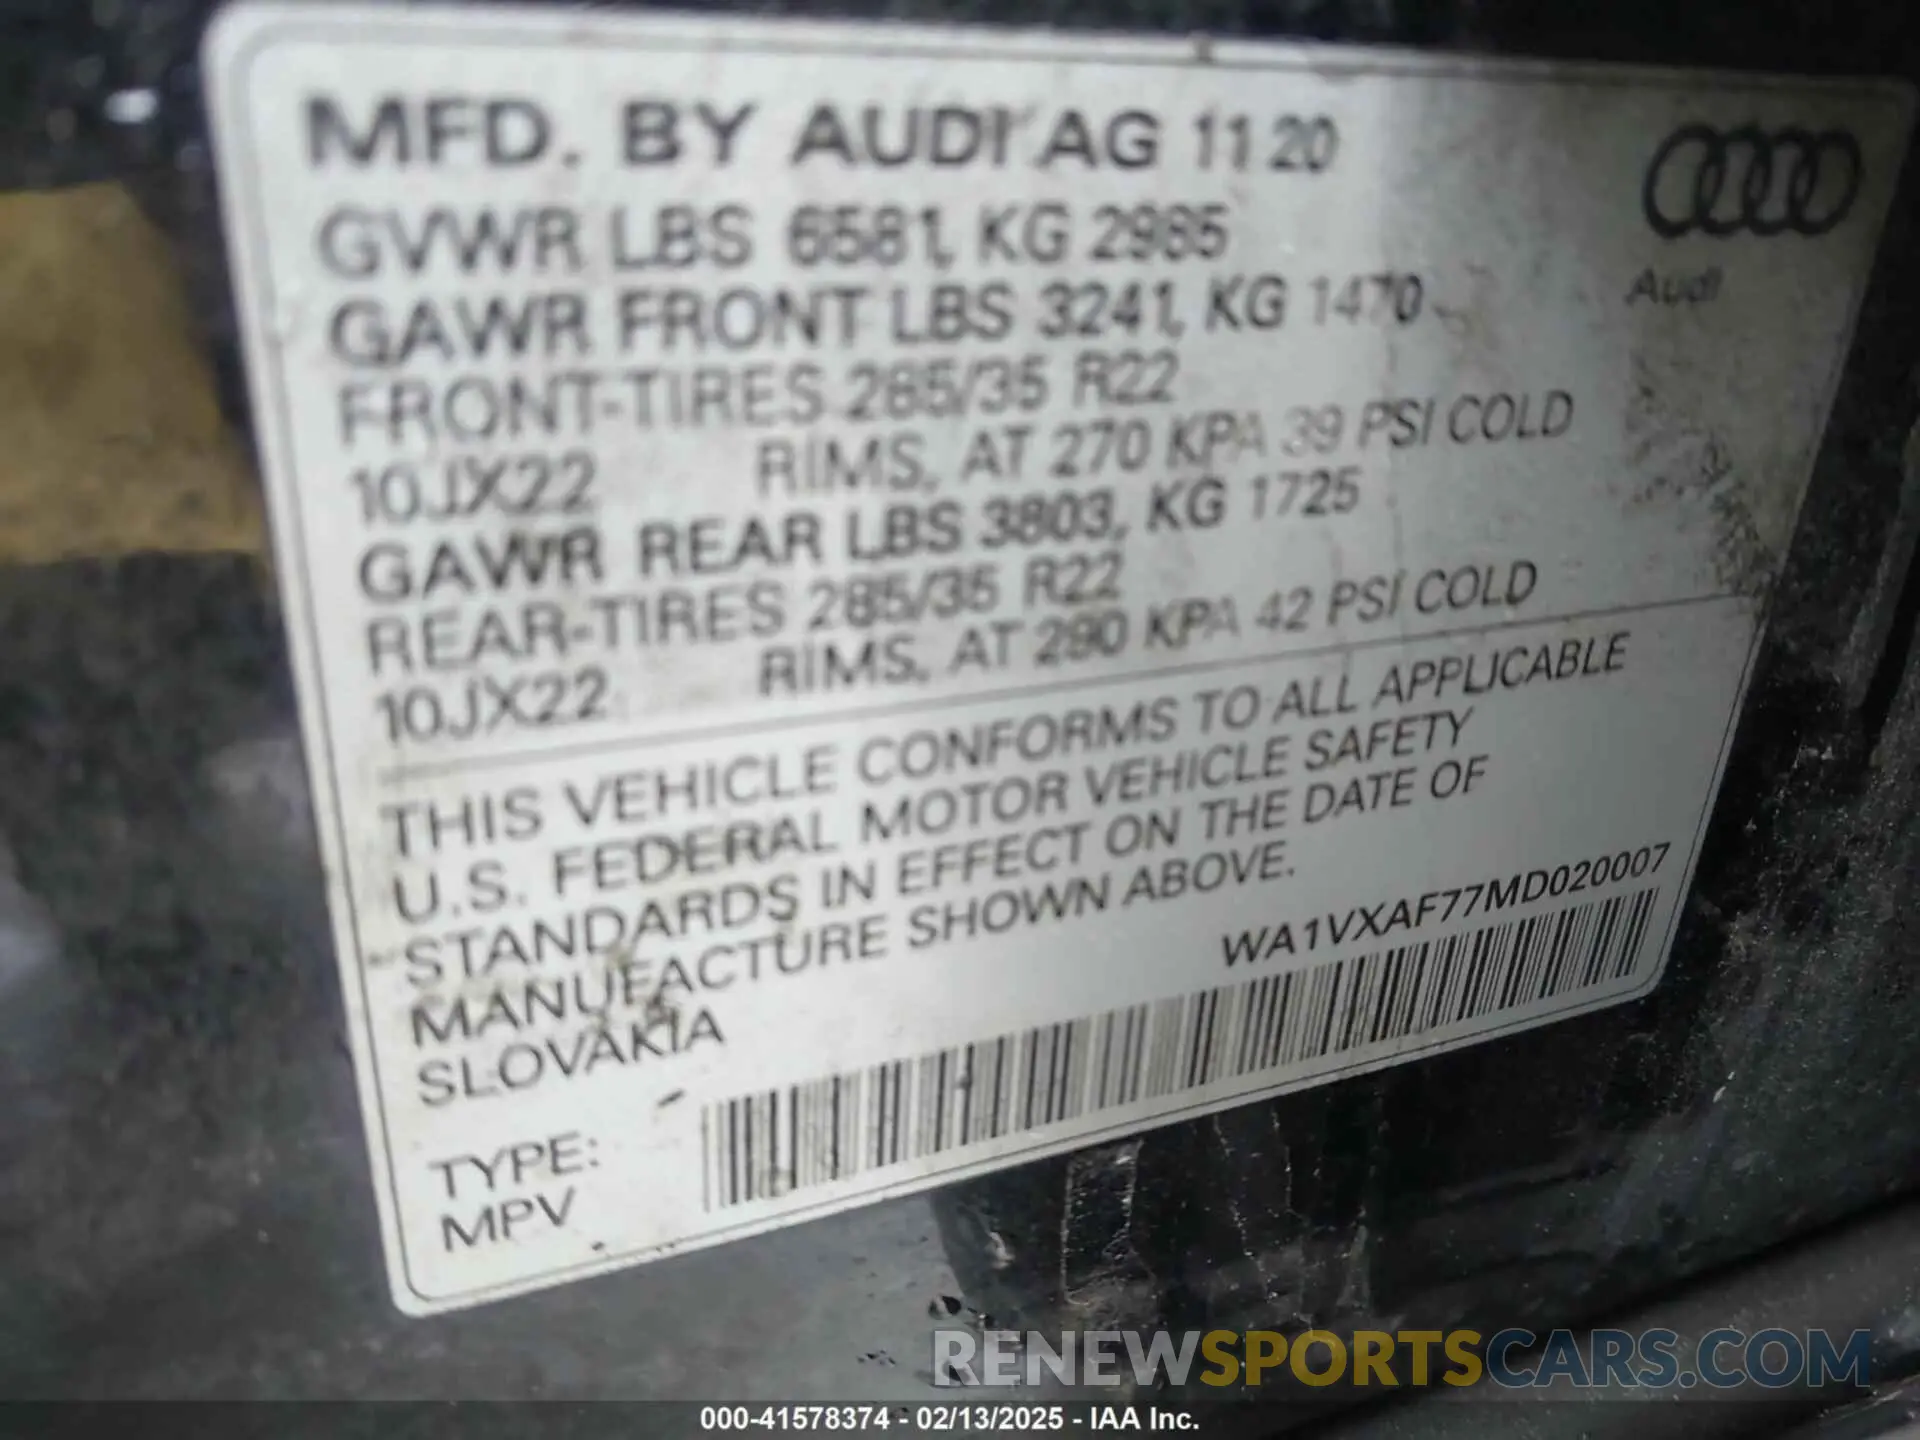 MFD. BY AUDI AG 11 20
GVWR LBS 6581, KG 2985
GAWR FRONT LBS 3241, KG 1470
FRONT-TIRES 285/35 R22
10JX22 RIMS, AT 270 KPA 39 PSI COLD
GAWR REAR LBS 3803, KG 1725
REAR-TIRES 285/35 R22
10JX22 RIMS, AT 290 KPA 42 PSI COLD
Audi
THIS VEHICLE CONFORMS TO ALL APPLICABLE
U.S. FEDERAL MOTOR VEHICLE SAFETY
STANDARDS IN EFFECT ON THE DATE OF
MANUFACTURE SHOWN ABOVE.
SLOVAKIA
WA1VXAF77MD020007
TYPE:
MPV
RENEWSPORTSCARS.COM
000-41578374 - 02/13/2025 - IAA Inc.